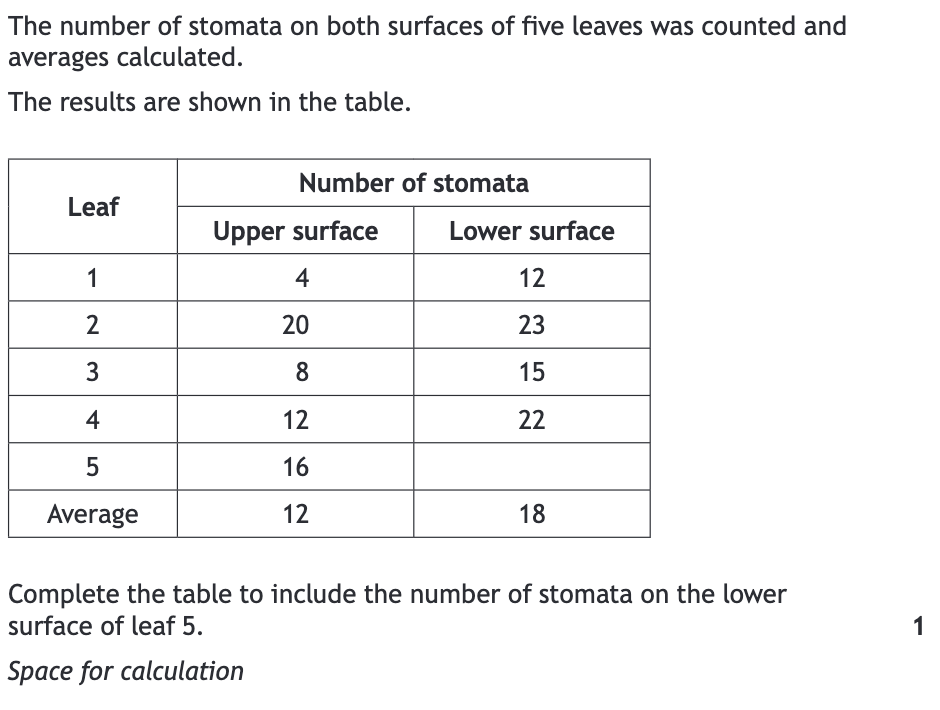 The number of stomata on both surfaces of five leaves was counted and
averages calculated.
The results are shown in the table.
Leaf
Number of stomata
Upper surface
Lower surface
1 4 12
2 20 23
3 8 15
4 12 22
5 16
Average 12 18
Complete the table to include the number of stomata on the lower
surface of leaf 5.
1
Space for calculation